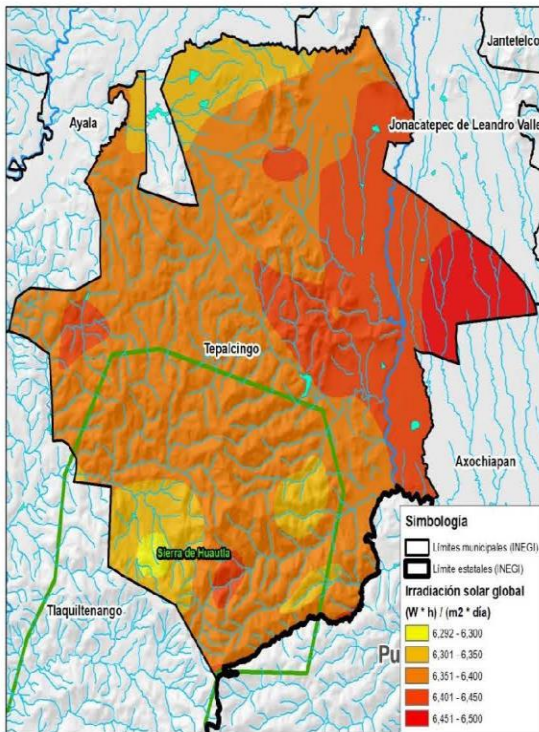 Jantetelco
Ayala
Jonacatepec de Leandro Valle
Tepalcingo
Axochiapan
Sierra de Huautla
Tlaquiltenango
Pu
Simbología
Límites municipales (INEGI)
Límite estatales (INEGI)
Irradiación solar global
(W * h) / (m2 * día)
6,292 - 6,300
6,301 - 6,350
6,351 - 6,400
6,401 - 6,450
6,451 - 6,500